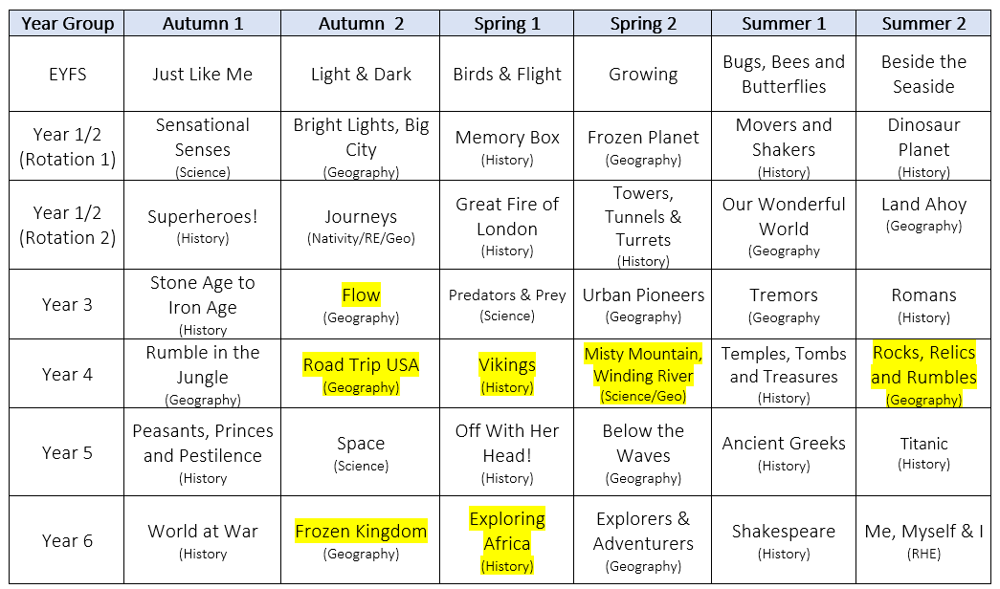 Year Group Autumn 1 Autumn 2 Spring 1 Spring 2 Summer 1 Summer 2
EYFS
Just Like Me
Light & Dark
Birds & Flight
Growing
Bugs, Bees and
Butterflies
Beside the
Seaside
Year 1/2
(Rotation 1)
Sensational
Senses
(Science)
Bright Lights, Big
City
(Geography)
Memory Box
(History)
Frozen Planet
(Geography)
Movers and
Shakers
(History)
Dinosaur
Planet
(History)
Year 1/2
(Rotation 2)
Superheroes!
(History)
Journeys
(Nativity/RE/Geo)
Great Fire of
London
(History)
Towers,
Tunnels &
Turrets
(History)
Our Wonderful
World
(Geography
Land Ahoy
(Geography)
Year 3
Stone Age to
Iron Age
(History
Flow
(Geography)
Predators & Prey
(Science)
Urban Pioneers
(Geography)
Tremors
(Geography
Romans
(History)
Year 4
Rumble in the
Jungle
(Geography)
Road Trip USA
(Geography)
Vikings
(History)
Misty Mountain,
Winding River
(Science/Geo)
Temples, Tombs
and Treasures
(History)
Rocks, Relics
and Rumbles
(Geography)
Year 5
Peasants, Princes
and Pestilence
(History
Space
(Science)
Off With Her
Head!
(History)
Below the
Waves
(Geography)
Ancient Greeks
(History)
Titanic
(History)
Year 6
World at War
(History
Frozen Kingdom
(Geography)
Exploring
Africa
(History)
Explorers &
Adventurers
(Geography)
Shakespeare
(History)
Me, Myself & I
(RHE)